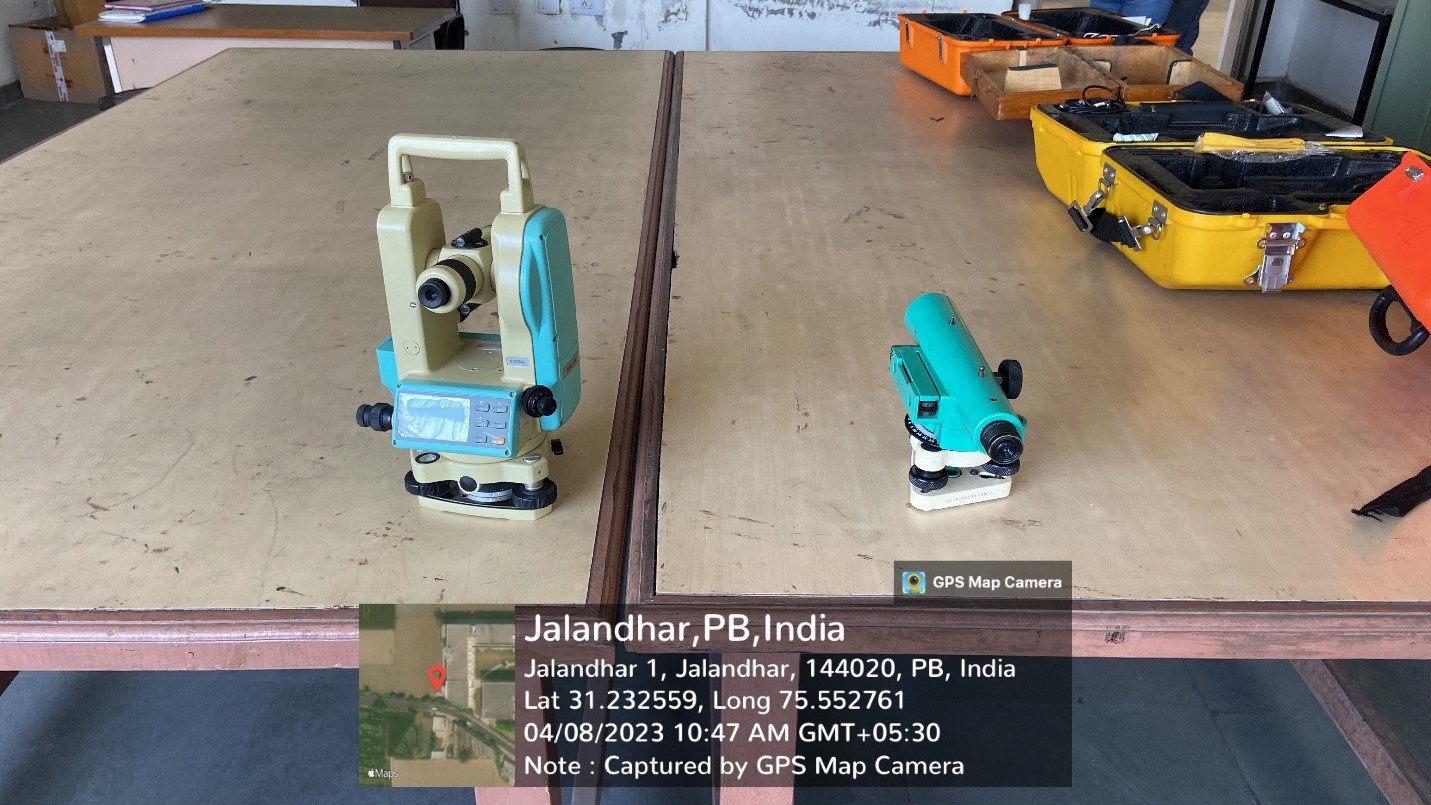 GPS Map Camera
Jalandhar,PB,India
Jalandhar 1, Jalandhar, 144020, PB, India
Lat 31.232559, Long 75.552761
04/08/2023 10:47 AM GMT+05:30
Note : Captured by GPS Map Camera
Maps